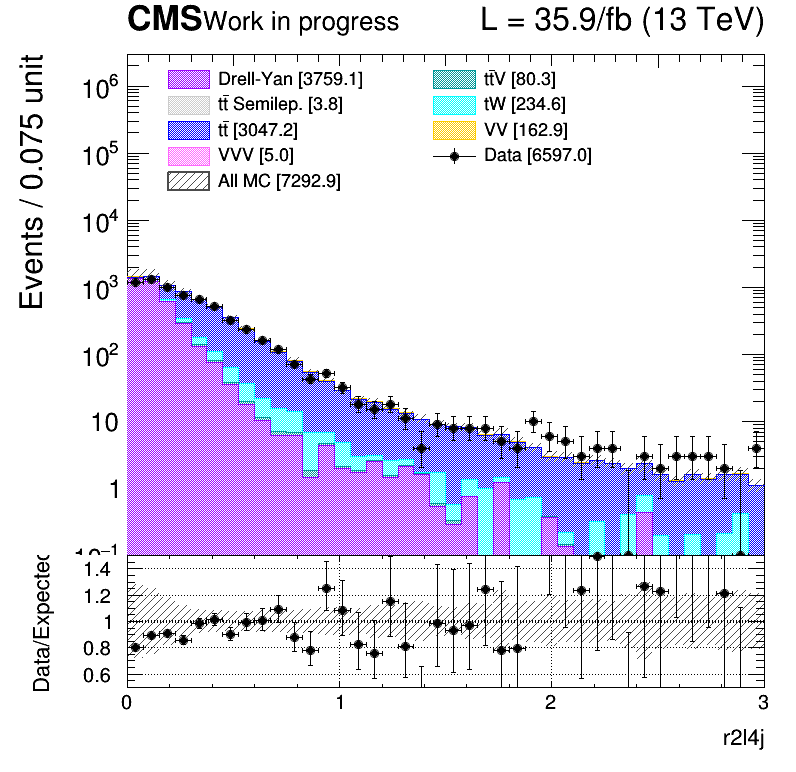 CMS Work in progress L = 35.9/fb (13 TeV)
Events / 0.075 unit
Drell-Yan [3759.1] tt̄V [80.3]
tt̄ Semilep. [3.8] tW [234.6]
tt̄ [3047.2] VV [162.9]
VVV [5.0] Data [6597.0]
All MC [7292.9]
10⁶
10⁵
10⁴
10³
10²
10
1
10⁻¹
Data/Expected
1.4
1.2
1
0.8
0.6
0 1 2 3
r2l4j